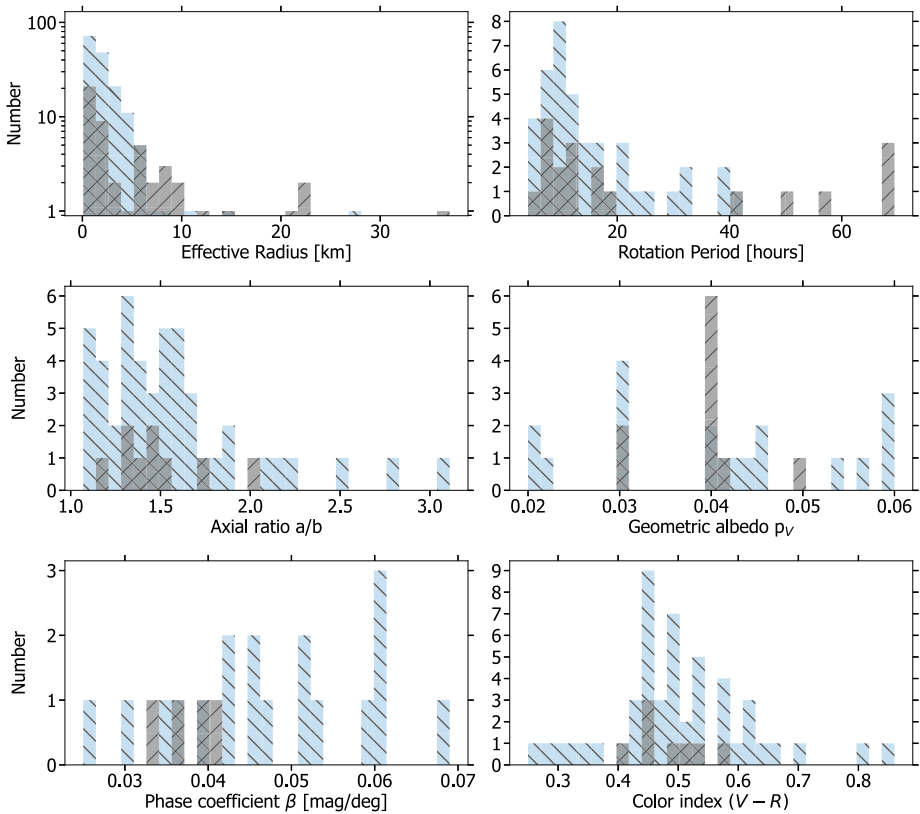 100
10
1
Number
0 10 20 30
Effective Radius [km]
8
7
6
5
4
3
2
1
0
20 40 60
Rotation Period [hours]
6
5
4
3
2
1
0
Number
1.0 1.5 2.0 2.5 3.0
Axial ratio a/b
6
5
4
3
2
1
0
0.02 0.03 0.04 0.05 0.06
Geometric albedo pV
3
2
1
0
Number
0.03 0.04 0.05 0.06 0.07
Phase coefficient β [mag/deg]
9
7
6
5
4
3
2
1
0
0.3 0.4 0.5 0.6 0.7 0.8
Color index (V − R)